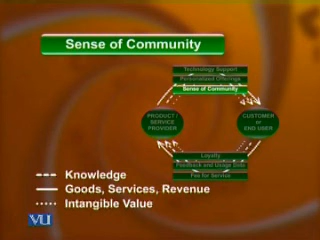 Sense of Community
Technology Support
Personalized Offerings
Sense of Community
PRODUCT /
SERVICE
PROVIDER
CUSTOMER
or
END USER
Loyalty
Feedback and Usage Data
Fee for Service
Knowledge
Goods, Services, Revenue
Intangible Value
VU